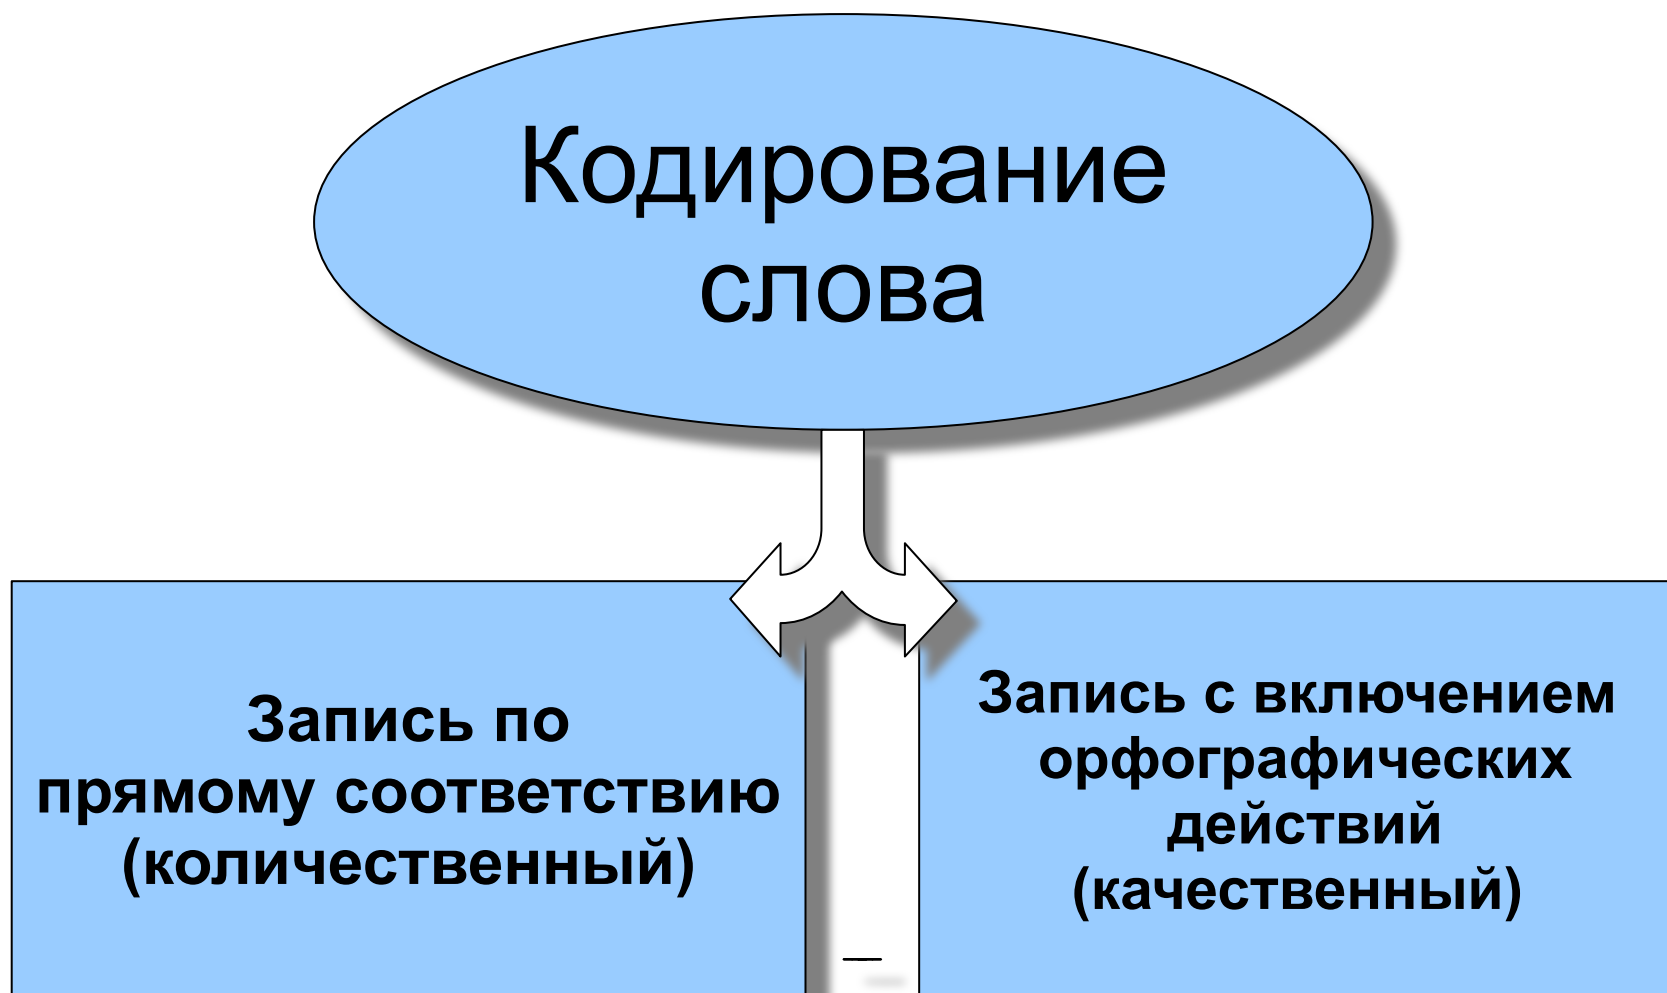 Кодирование
слова
Запись по
прямому соответствию
(количественный)
Запись с включением
орфографических
действий
(качественный)